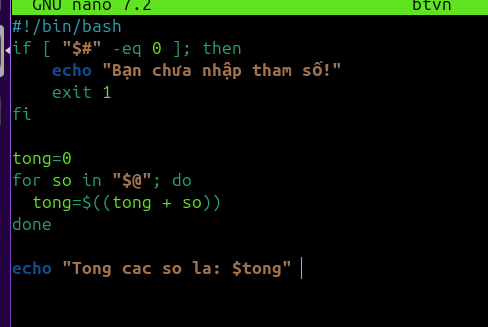 GNU nano 7.2 btvn
#!/bin/bash
if [ "$#" -eq 0 ]; then
    echo "Bạn chưa nhập tham số!"
    exit 1
fi

tong=0
for so in "$@"; do
  tong=$((tong + so))
done

echo "Tong cac so la: $tong"